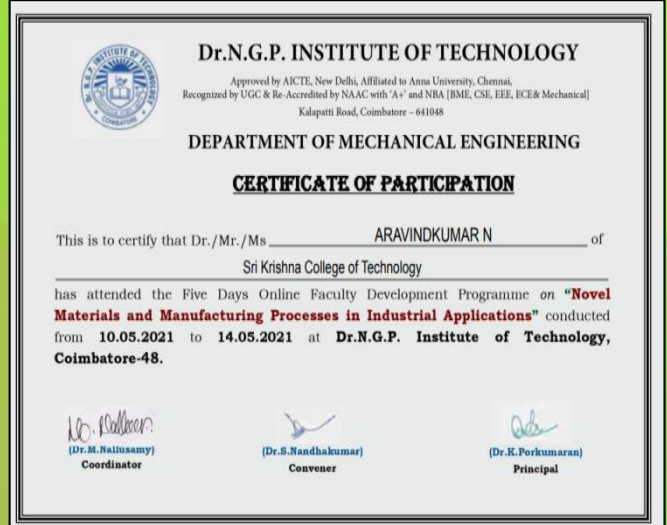 Dr. N.G.P. INSTITUTE OF TECHNOLOGY
COIMBATORE
Dr.N.G.P. INSTITUTE OF TECHNOLOGY
Approved by AICTE, New Delhi, Affiliated to Anna University, Chennai,
Recognized by UGC & Re-Accredited by NAAC with 'A+' and NBA [BME, CSE, EEE, ECE& Mechanical]
Kalapatti Road, Coimbatore – 641048
DEPARTMENT OF MECHANICAL ENGINEERING
CERTIFICATE OF PARTICIPATION
This is to certify that Dr./Mr./Ms ARAVINDKUMAR N of
Sri Krishna College of Technology
has attended the Five Days Online Faculty Development Programme on “Novel
Materials and Manufacturing Processes in Industrial Applications” conducted
from 10.05.2021 to 14.05.2021 at Dr.N.G.P. Institute of Technology,
Coimbatore-48.
(Dr.M.Nallusamy) (Dr.S.Nandhakumar) (Dr.K.Porkumaran)
Coordinator Convener Principal